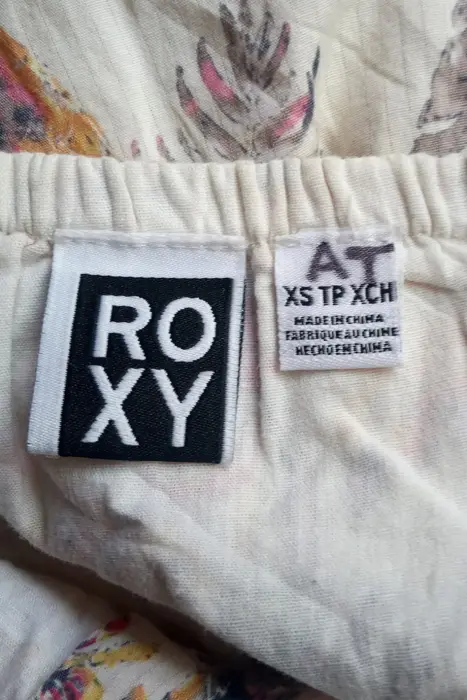 RO
XY
AT
XS TP XCH
MADE IN CHINA
FABRIQUE AU CHINE
HECHO EN CHINA